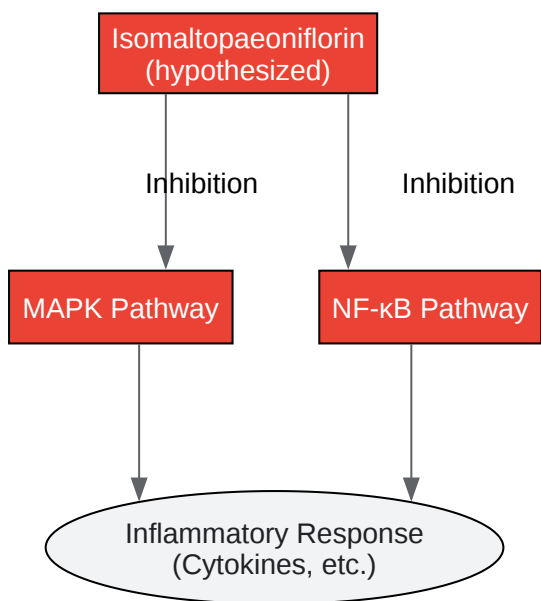 Isomaltopaeoniflorin
(hypothesized)
Inhibition
Inhibition
MAPK Pathway
NF-κB Pathway
Inflammatory Response
(Cytokines, etc.)